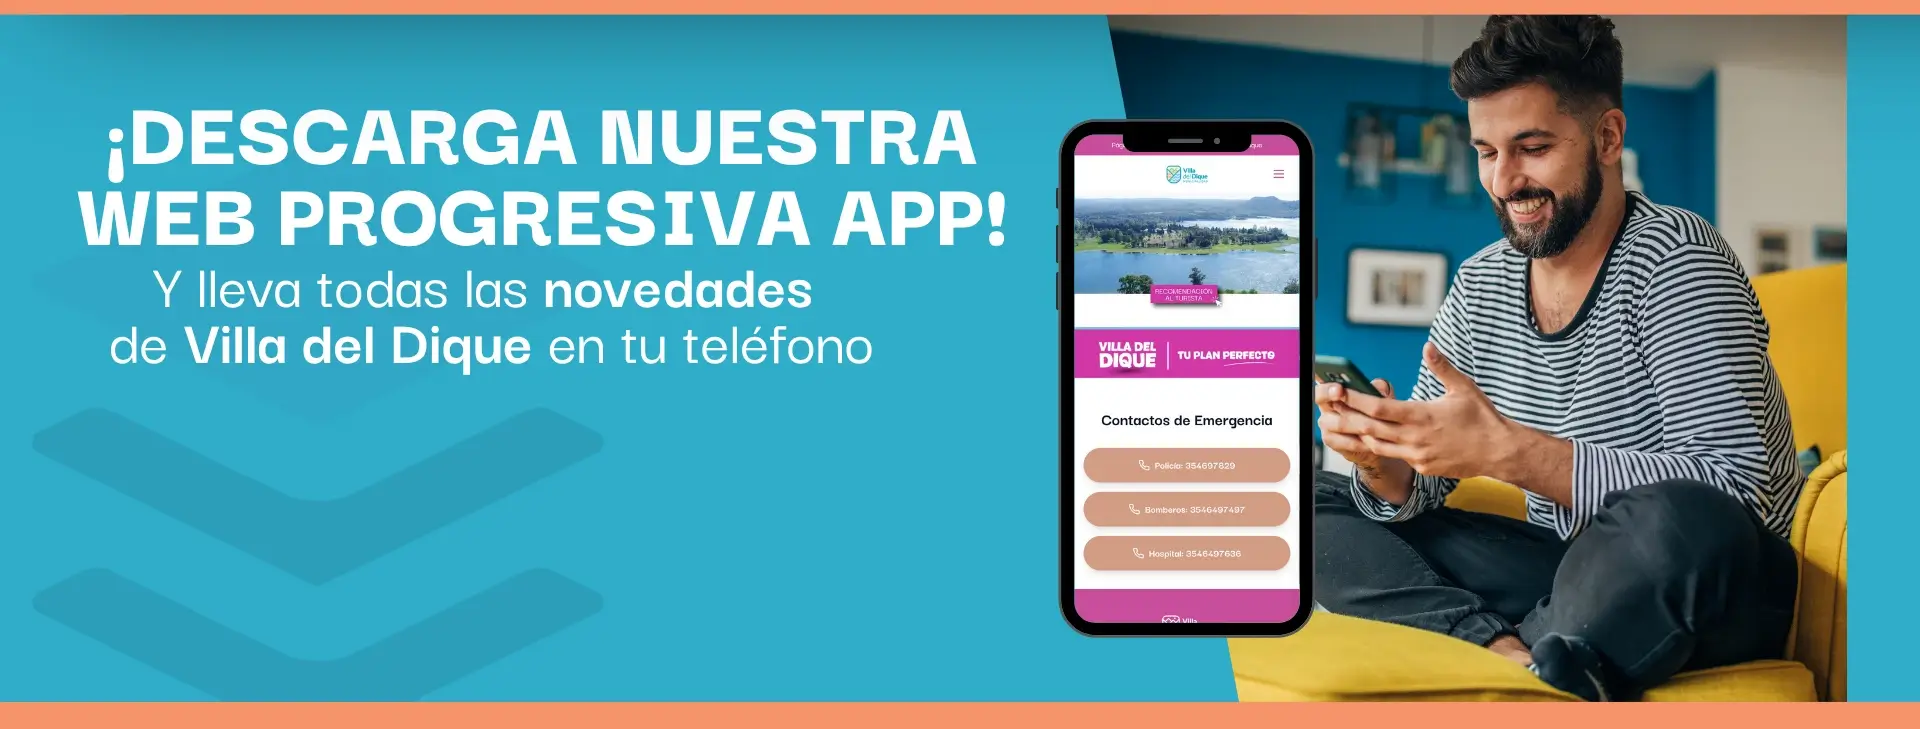 ¡DESCARGA NUESTRA
WEB PROGRESIVA APP!
Y lleva todas las novedades
de Villa del Dique en tu teléfono
Villa
del Dique
RECOMENDACIÓN
AL TURISTA
VILLA DEL
DIQUE
TU PLAN PERFECTO
Contactos de Emergencia
Policía: 354697829
Bomberos: 3546497497
Hospital: 3546497636
Villa